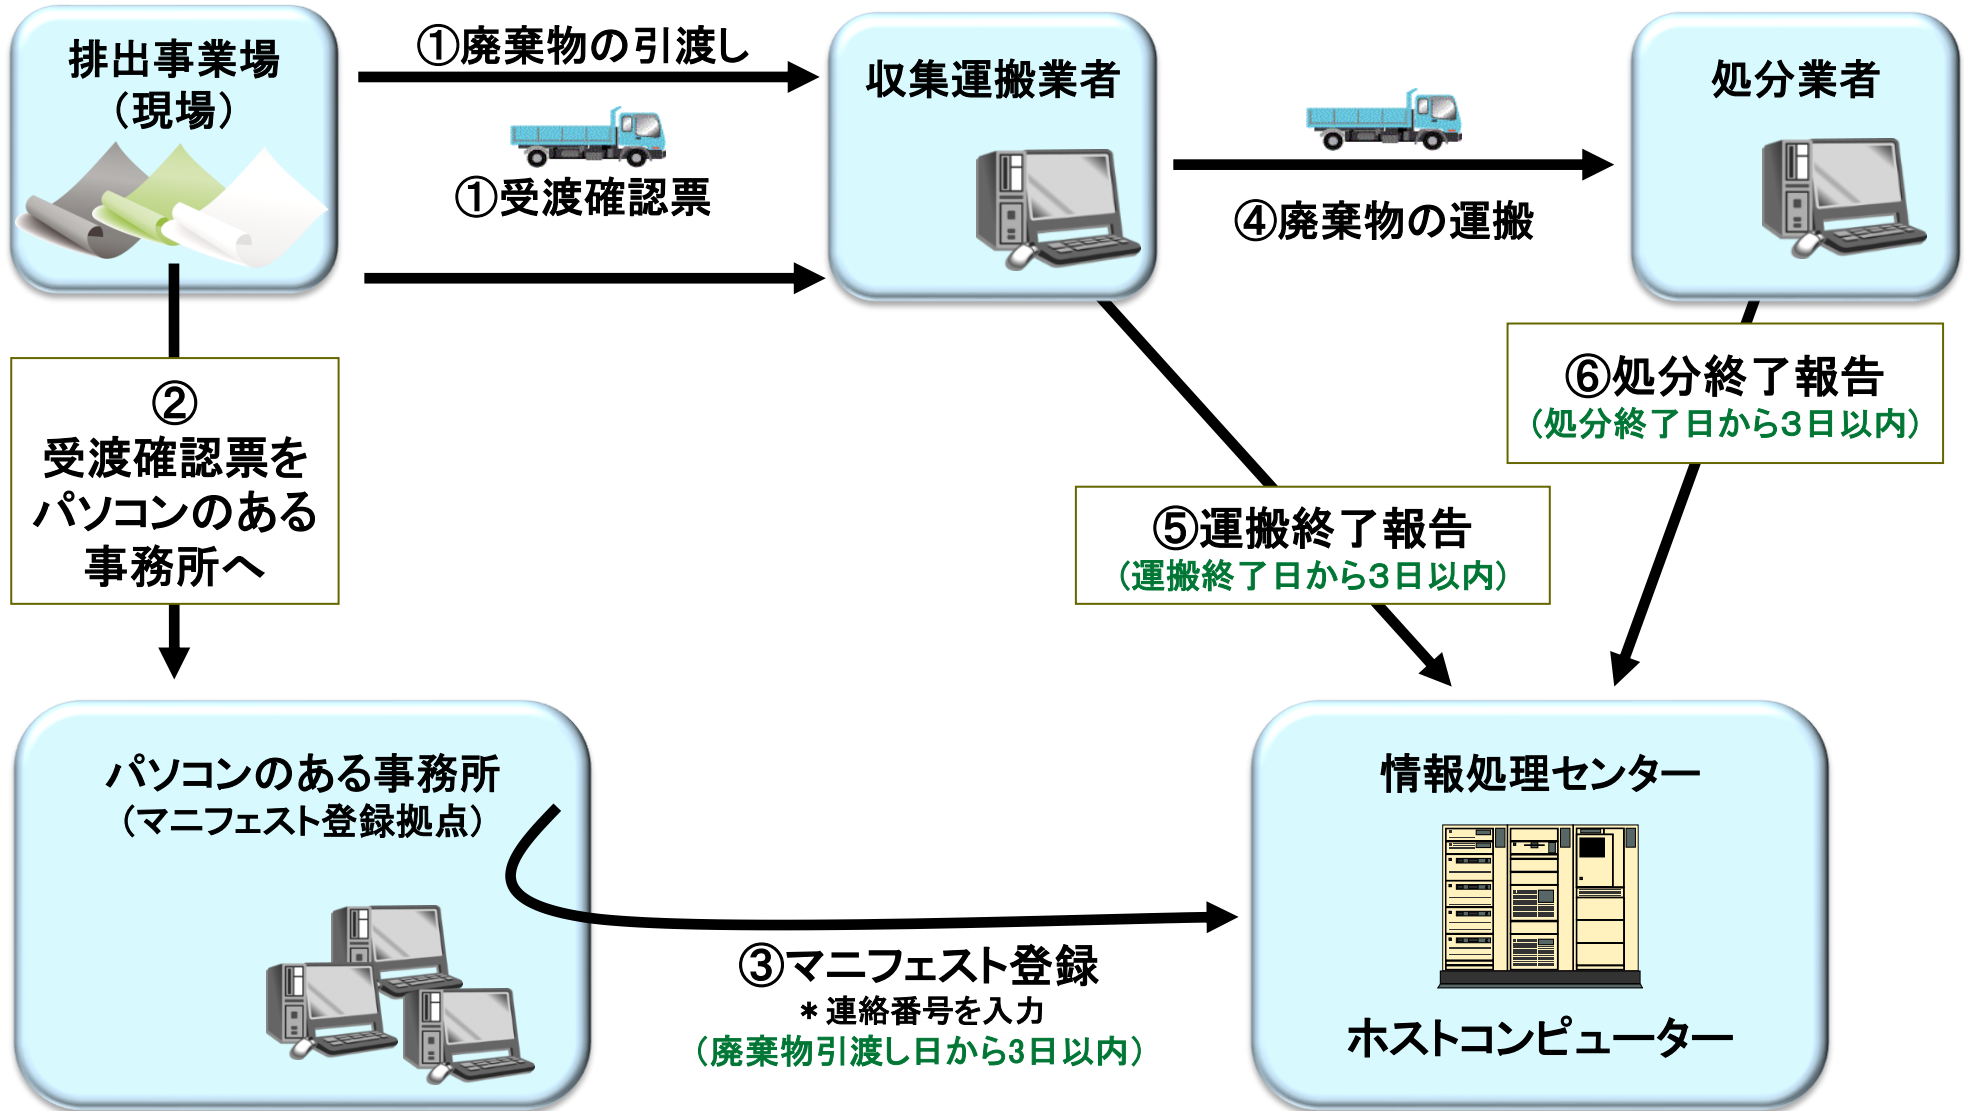 排出事業場
（現場）
①廃棄物の引渡し
①受渡確認票
収集運搬業者
④廃棄物の運搬
処分業者
②
受渡確認票を
パソコンのある
事務所へ
⑥処分終了報告
（処分終了日から３日以内）
⑤運搬終了報告
（運搬終了日から３日以内）
パソコンのある事務所
（マニフェスト登録拠点）
③マニフェスト登録
＊連絡番号を入力
（廃棄物引渡し日から3日以内）
情報処理センター
ホストコンピューター